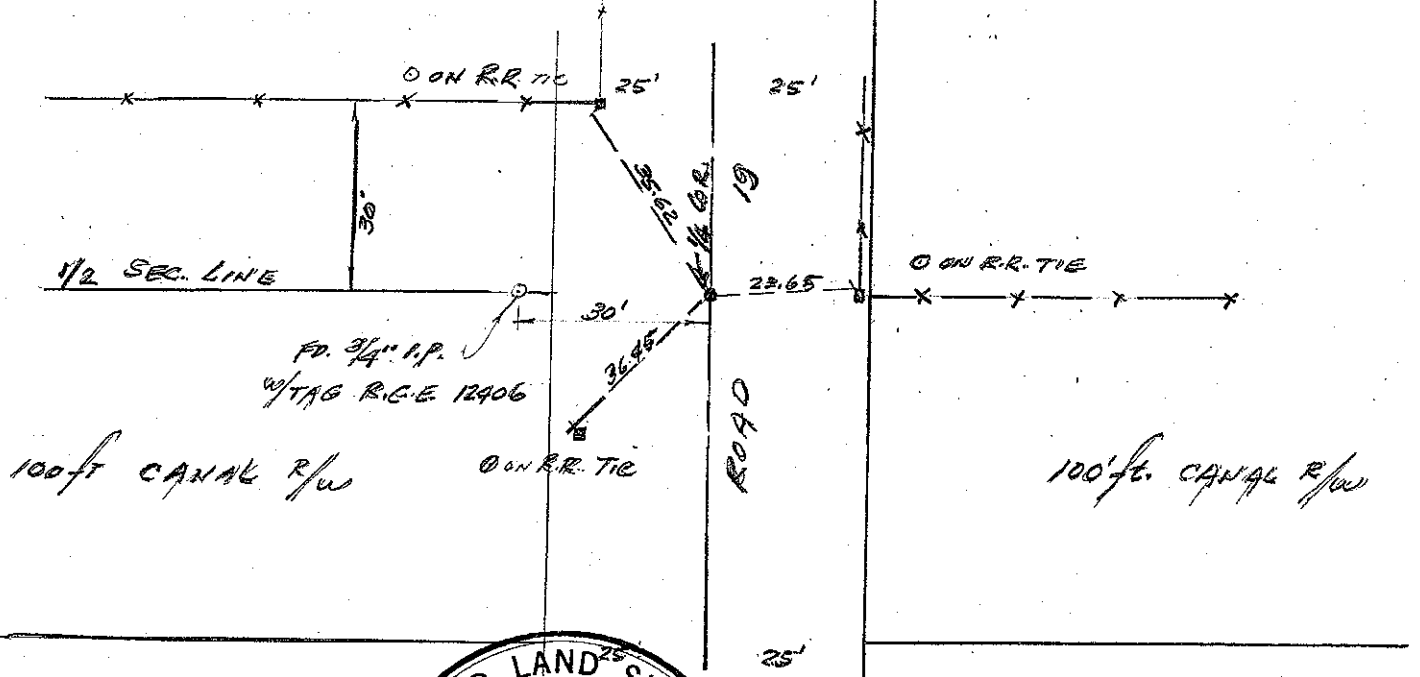 ON R.R. TIE
25'
25'
35.62
1/4 COR.
19
30'
1/2 SEC. LINE
23.65
ON R.R. TIE
30'
FD. 3/4" I.P.
W/TAG R.C.E. 12406
36.45
ROAD
ON R.R. TIE
100 ft CANAL R/W
100' ft. CANAL R/W
LAND
25'
25'